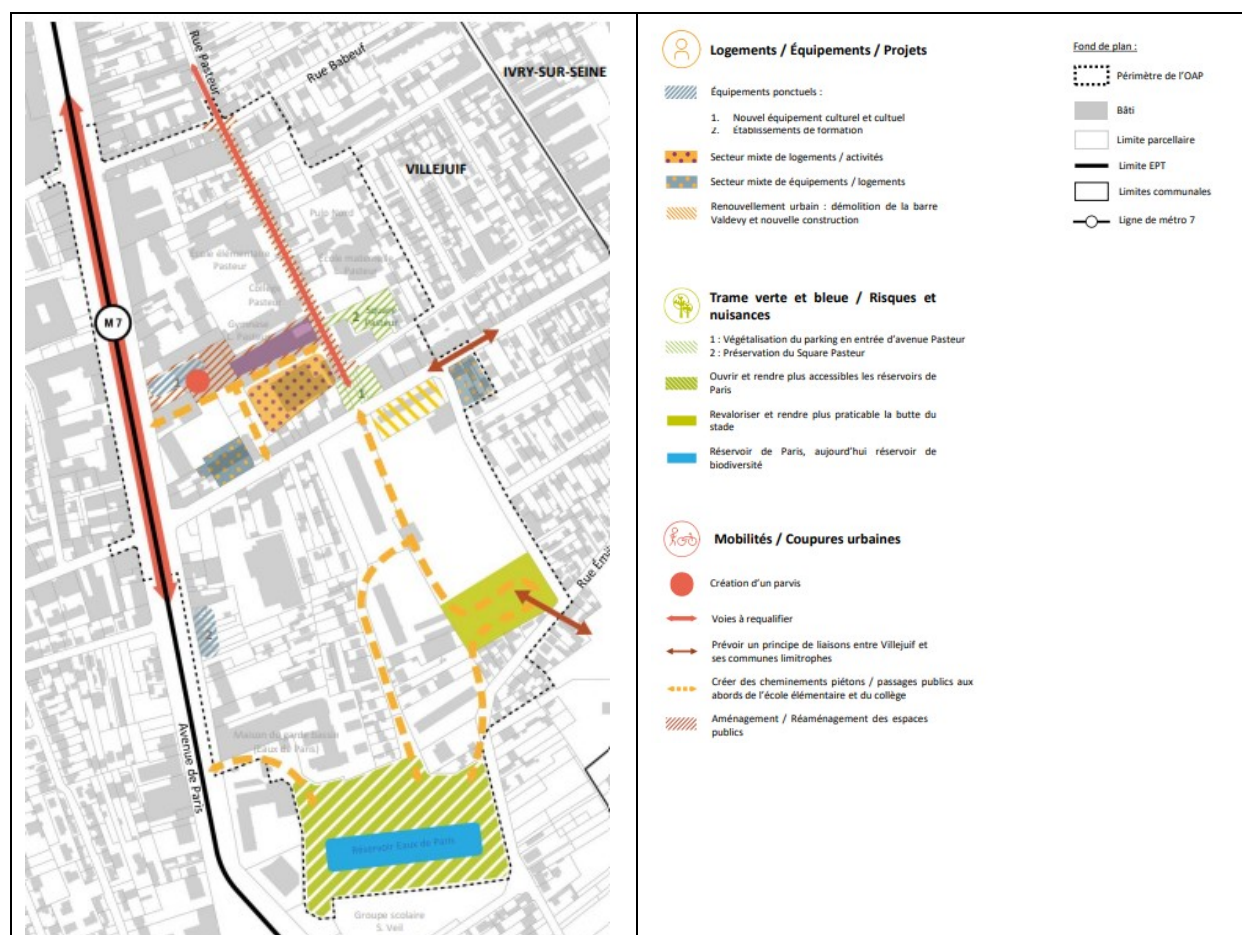 Rue Pasteur
Rue Babeuf
IVRY-SUR-SEINE
VILLEJUIF
Pulp Nord
École élémentaire
Pasteur
École maternelle
Pasteur
Collège
Pasteur
Gymnase
Pasteur
2 Square
Pasteur
M 7
1
1
2
Rue Émi
Avenue de Paris
Maison du garde Bassin
(Eaux de Paris)
Réservoir Eaux de Paris
Groupe scolaire
S. Veil
Logements / Équipements / Projets
Équipements ponctuels :
1. Nouvel équipement culturel et cultuel
2. Établissements de formation
Secteur mixte de logements / activités
Secteur mixte de équipements / logements
Renouvellement urbain : démolition de la barre
Valdevy et nouvelle construction
Trame verte et bleue / Risques et
nuisances
1 : Végétalisation du parking en entrée d'avenue Pasteur
2 : Préservation du Square Pasteur
Ouvrir et rendre plus accessibles les réservoirs de
Paris
Revaloriser et rendre plus praticable la butte du
stade
Réservoir de Paris, aujourd'hui réservoir de
biodiversité
Mobilités / Coupures urbaines
Création d'un parvis
Voies à requalifier
Prévoir un principe de liaisons entre Villejuif et
ses communes limitrophes
Créer des cheminements piétons / passages publics aux
abords de l'école élémentaire et du collège
Aménagement / Réaménagement des espaces
publics
Fond de plan :
Périmètre de l'OAP
Bâti
Limite parcellaire
Limite EPT
Limites communales
Ligne de métro 7